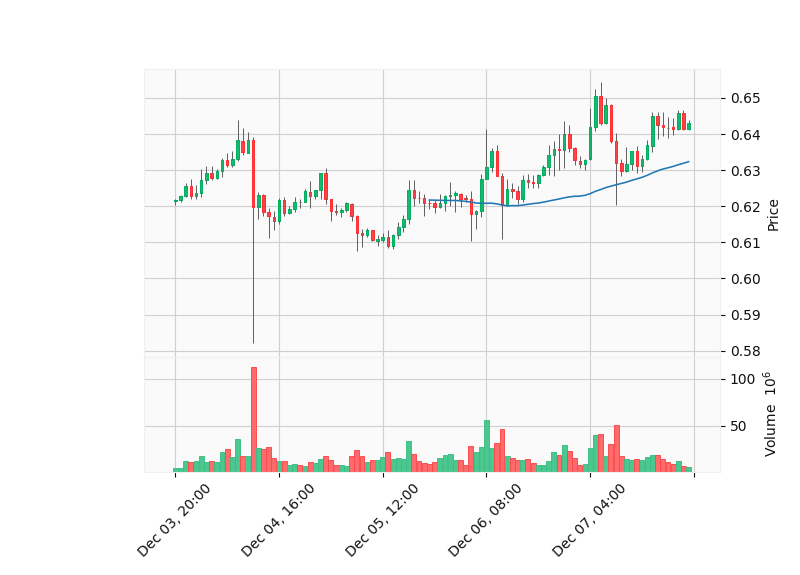 0.65
0.64
0.63
0.62
0.61
0.60
0.59
0.58
Price
100
50
Volume 10⁶
Dec 03, 20:00
Dec 04, 16:00
Dec 05, 12:00
Dec 06, 08:00
Dec 07, 04:00